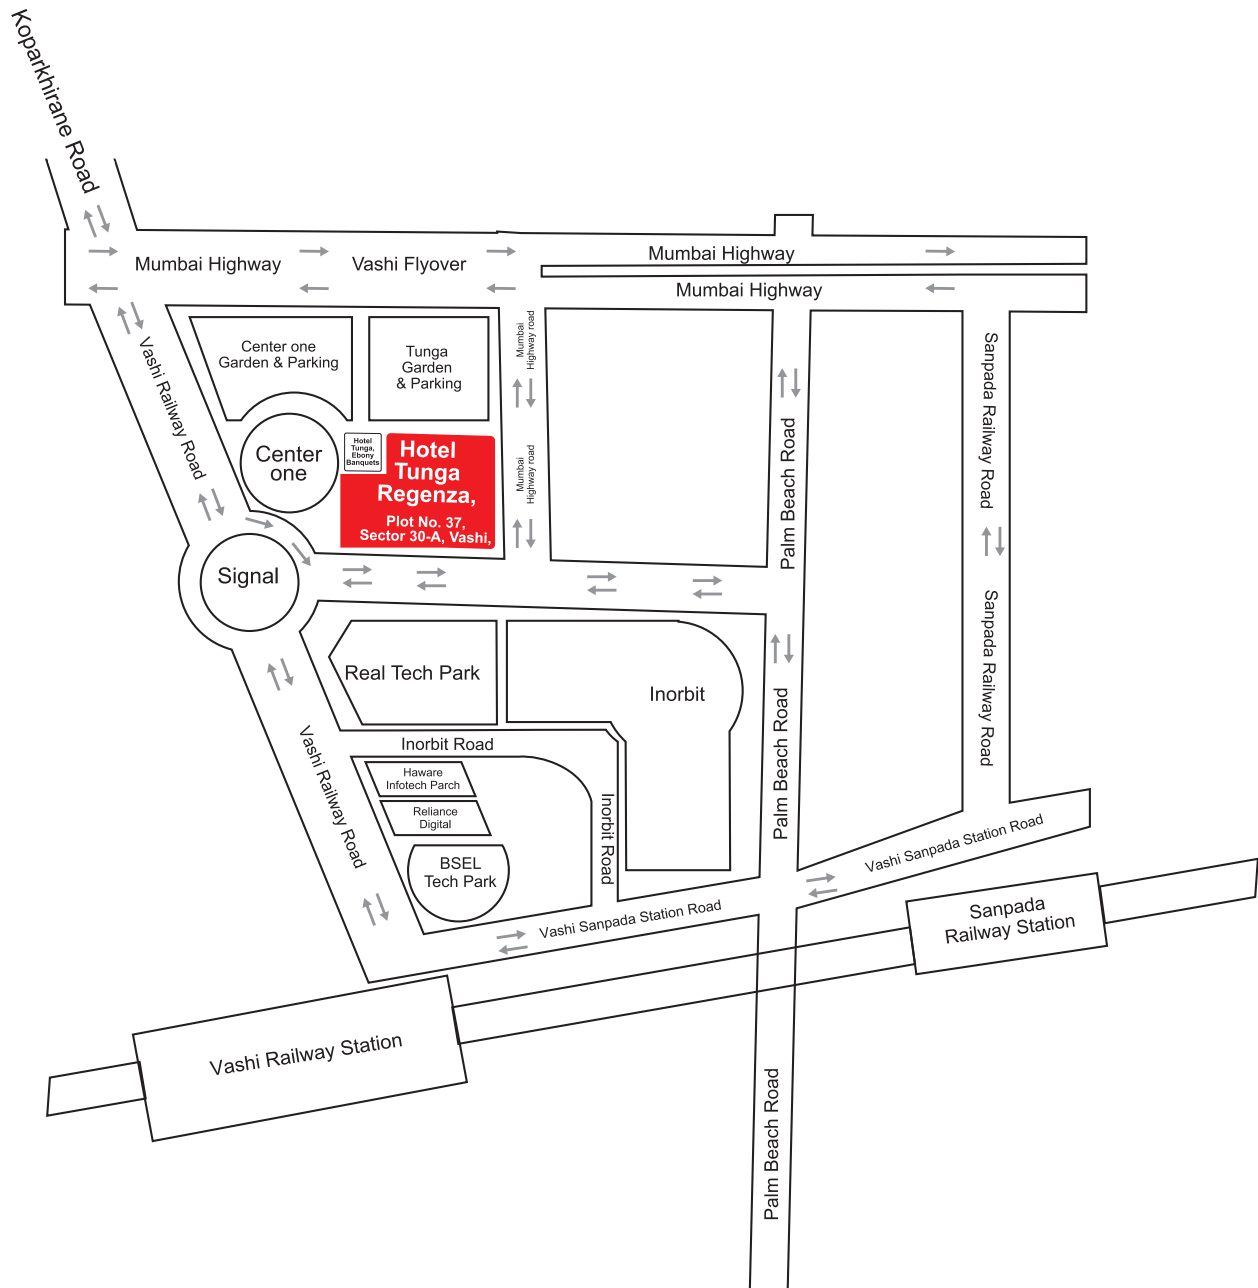 Koparkhirane Road
Mumbai Highway
Vashi Flyover
Mumbai Highway
Mumbai Highway
Vashi Railway Road
Center one
Garden & Parking
Tunga
Garden
& Parking
Mumbai
Highway road
Sanpada Railway Road
Center
one
Hotel
Tunga,
Ebony
Banquets
Hotel
Tunga
Regenza,
Plot No. 37,
Sector 30-A, Vashi,
Mumbai
Highway road
Palm Beach Road
Signal
Sanpada Railway Road
Real Tech Park
Inorbit
Palm Beach Road
Vashi Railway Road
Inorbit Road
Haware
Infotech Parch
Reliance
Digital
Inorbit Road
BSEL
Tech Park
Vashi Sanpada Station Road
Vashi Sanpada Station Road
Sanpada
Railway Station
Vashi Railway Station
Palm Beach Road